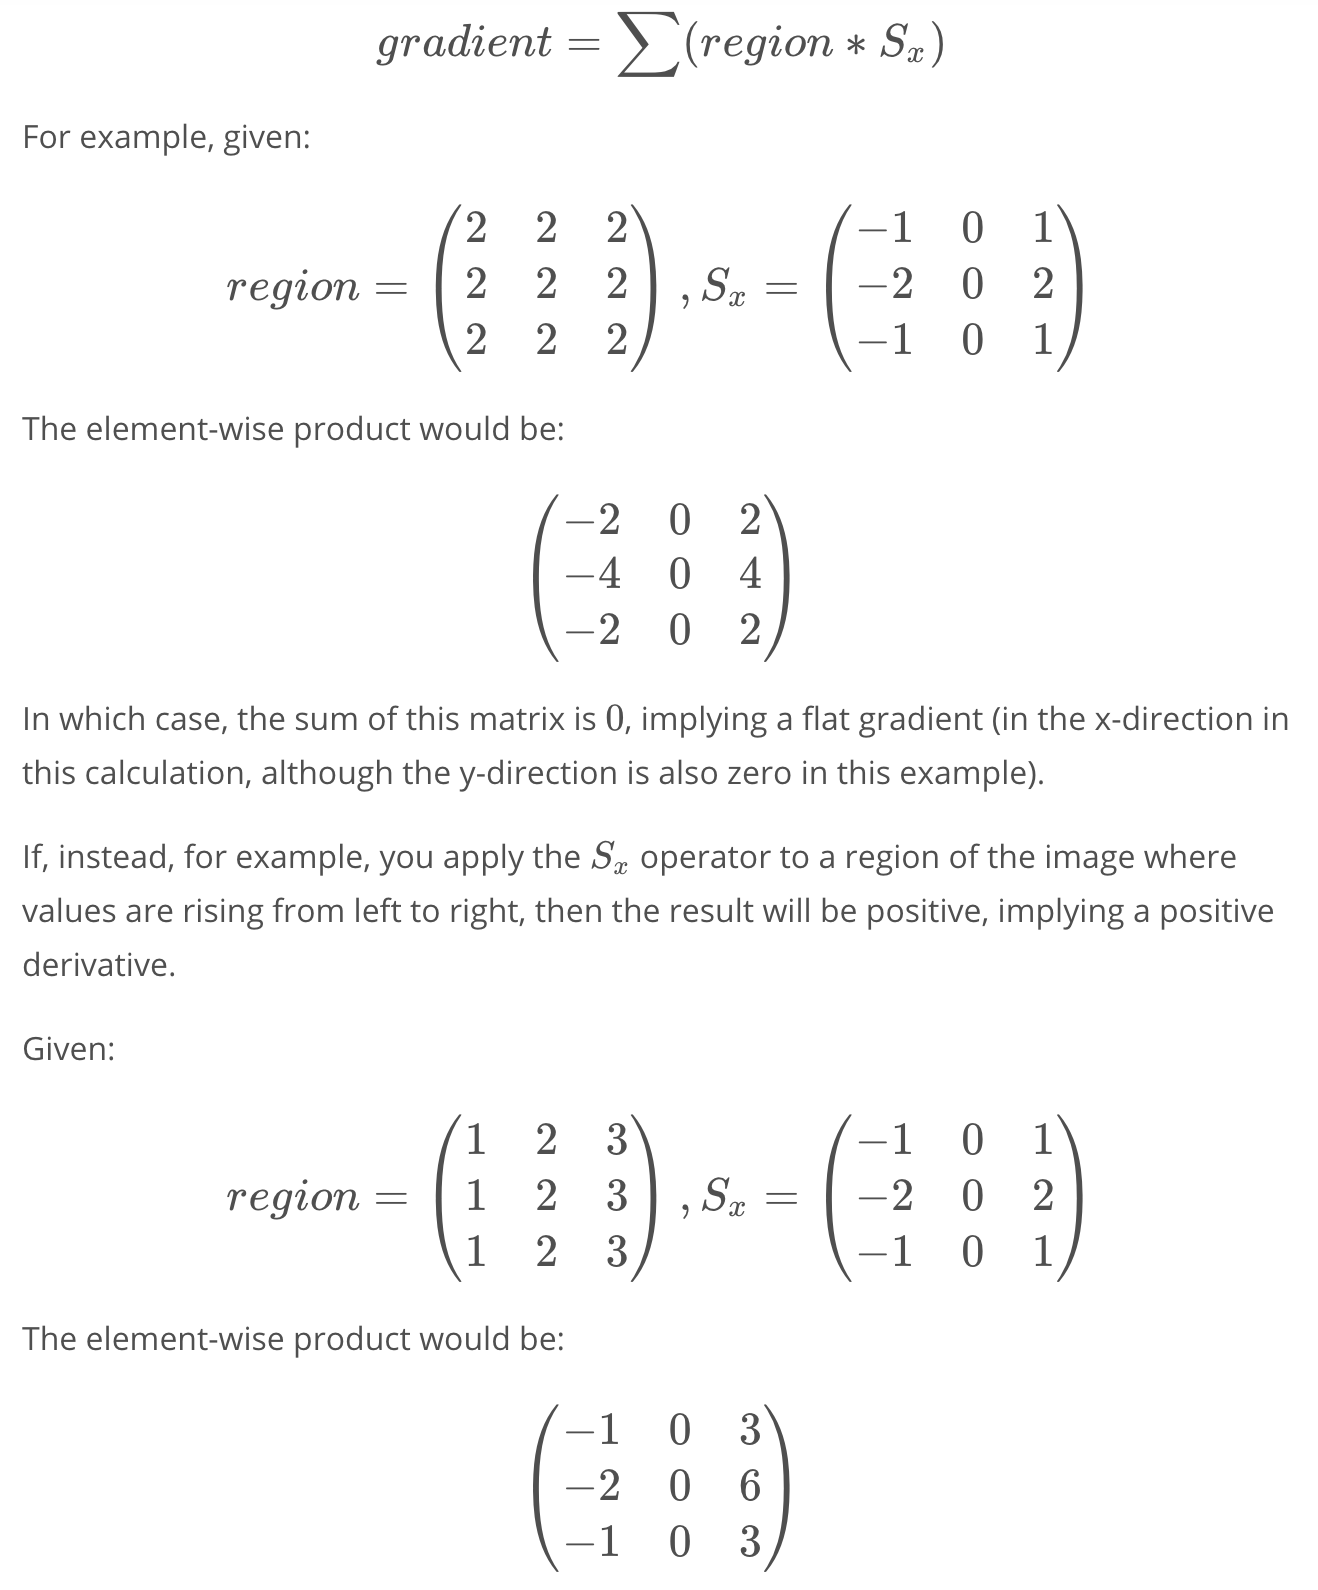 gradient = ∑(region * Sₓ)
For example, given:
region = \begin{pmatrix} 2 & 2 & 2 \\ 2 & 2 & 2 \\ 2 & 2 & 2 \end{pmatrix}, Sₓ = \begin{pmatrix} -1 & 0 & 1 \\ -2 & 0 & 2 \\ -1 & 0 & 1 \end{pmatrix}
The element-wise product would be:
\begin{pmatrix} -2 & 0 & 2 \\ -4 & 0 & 4 \\ -2 & 0 & 2 \end{pmatrix}
In which case, the sum of this matrix is 0, implying a flat gradient (in the x-direction in
this calculation, although the y-direction is also zero in this example).
If, instead, for example, you apply the Sₓ operator to a region of the image where
values are rising from left to right, then the result will be positive, implying a positive
derivative.
Given:
region = \begin{pmatrix} 1 & 2 & 3 \\ 1 & 2 & 3 \\ 1 & 2 & 3 \end{pmatrix}, Sₓ = \begin{pmatrix} -1 & 0 & 1 \\ -2 & 0 & 2 \\ -1 & 0 & 1 \end{pmatrix}
The element-wise product would be:
\begin{pmatrix} -1 & 0 & 3 \\ -2 & 0 & 6 \\ -1 & 0 & 3 \end{pmatrix}